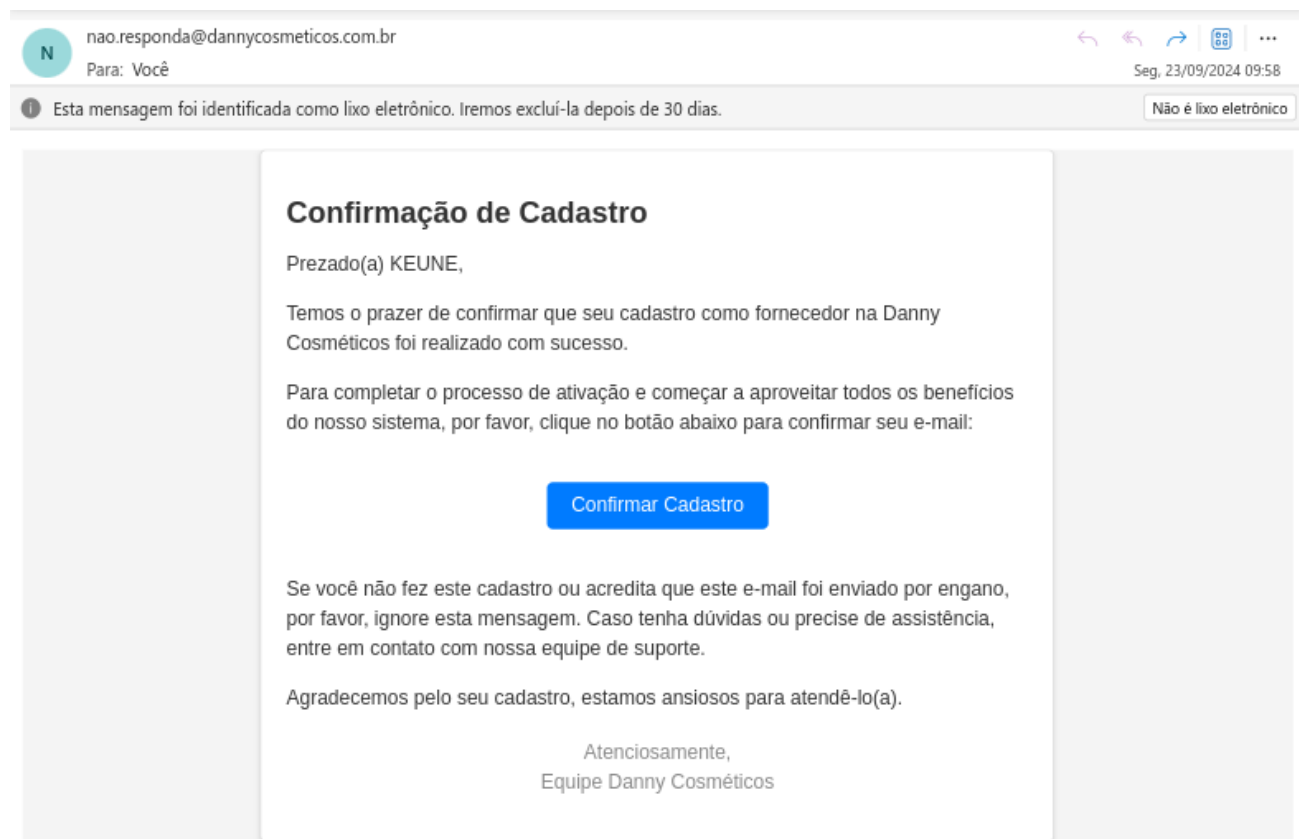 nao.responda@dannycosmeticos.com.br
N
Para: Você
Seg, 23/09/2024 09:58
Esta mensagem foi identificada como lixo eletrônico. Iremos excluí-la depois de 30 dias.
Não é lixo eletrônico
Confirmação de Cadastro
Prezado(a) KEUNE,
Temos o prazer de confirmar que seu cadastro como fornecedor na Danny
Cosméticos foi realizado com sucesso.
Para completar o processo de ativação e começar a aproveitar todos os benefícios
do nosso sistema, por favor, clique no botão abaixo para confirmar seu e-mail:
Confirmar Cadastro
Se você não fez este cadastro ou acredita que este e-mail foi enviado por engano,
por favor, ignore esta mensagem. Caso tenha dúvidas ou precise de assistência,
entre em contato com nossa equipe de suporte.
Agradecemos pelo seu cadastro, estamos ansiosos para atendê-lo(a).
Atenciosamente,
Equipe Danny Cosméticos